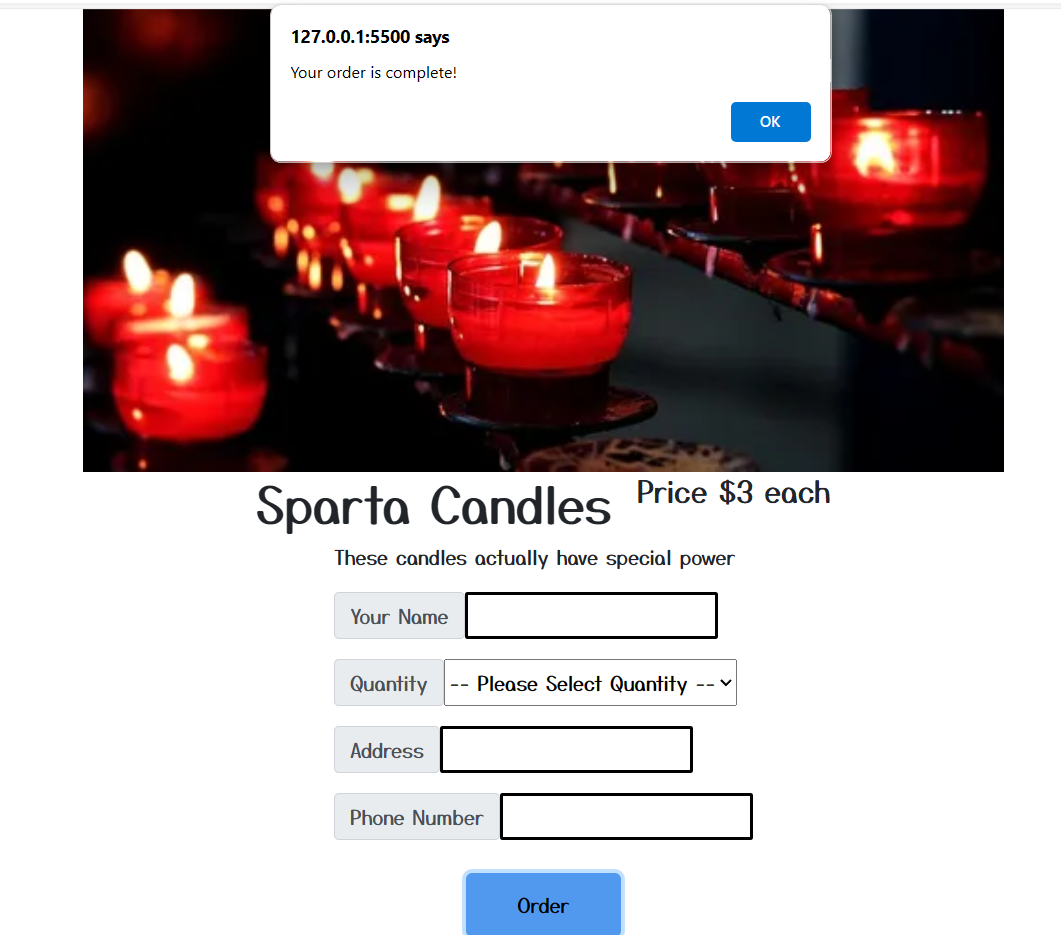 127.0.0.1:5500 says
Your order is complete!
OK
Sparta Candles Price $3 each
These candles actually have special power
Your Name
Quantity -- Please Select Quantity --
Address
Phone Number
Order